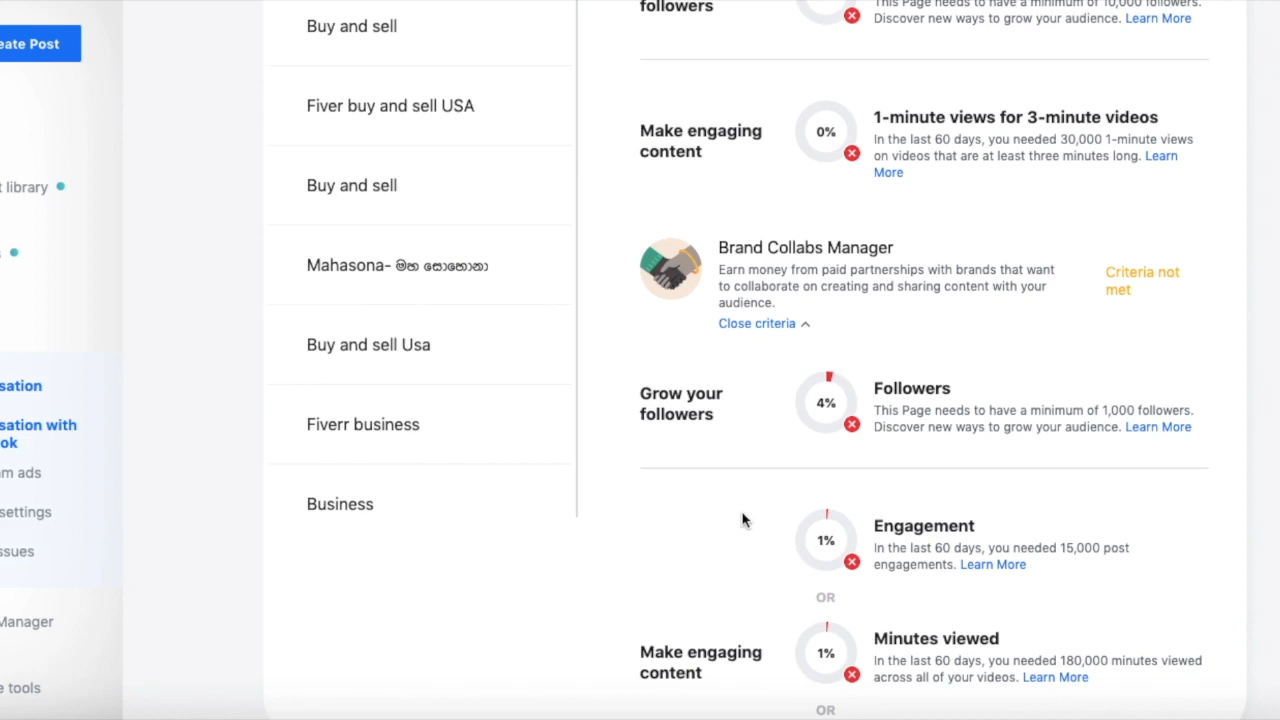 eate Post
t library
s
sation
sation with
ok
am ads
settings
ssues
Manager
e tools
Buy and sell
Fiver buy and sell USA
Buy and sell
Mahasona- මහ සොහොනා
Buy and sell Usa
Fiverr business
Business
followers
This Page needs to have a minimum of 10,000 followers.
Discover new ways to grow your audience. Learn More
Make engaging
content
0%
1-minute views for 3-minute videos
In the last 60 days, you needed 30,000 1-minute views
on videos that are at least three minutes long. Learn
More
Brand Collabs Manager
Earn money from paid partnerships with brands that want
to collaborate on creating and sharing content with your
audience.
Close criteria
Criteria not
met
Grow your
followers
4%
Followers
This Page needs to have a minimum of 1,000 followers.
Discover new ways to grow your audience. Learn More
1%
Engagement
In the last 60 days, you needed 15,000 post
engagements. Learn More
OR
Make engaging
content
1%
Minutes viewed
In the last 60 days, you needed 180,000 minutes viewed
across all of your videos. Learn More
OR